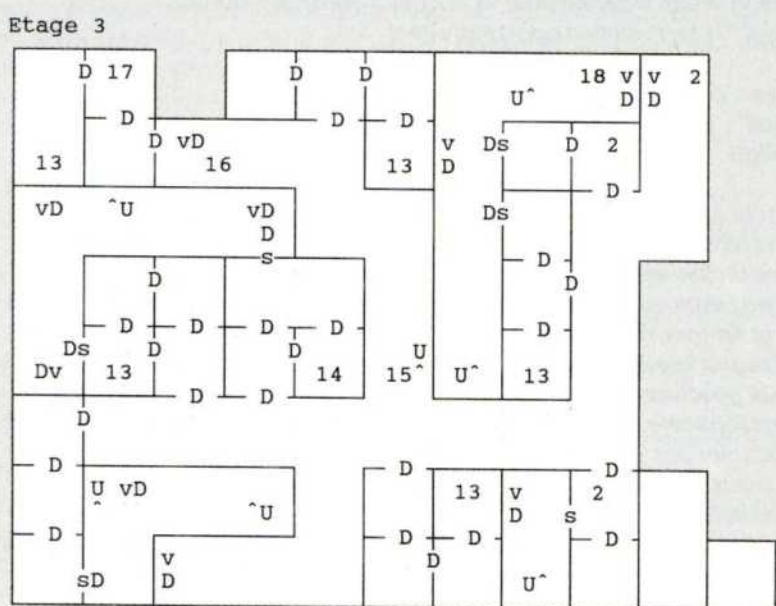 Etage 3
D 17 D D 18 v v 2
U^ D D
D D D
D vD v Ds D 2
13 16 13 D
D
vD ^U vD Ds
D
s
D D
D
D D D D D
Ds D D U
Dv 13 14 15^ U^ 13
D D
D
D D D
U vD 13 v 2
^ ^U D s
D D D D
v D
sD D U^